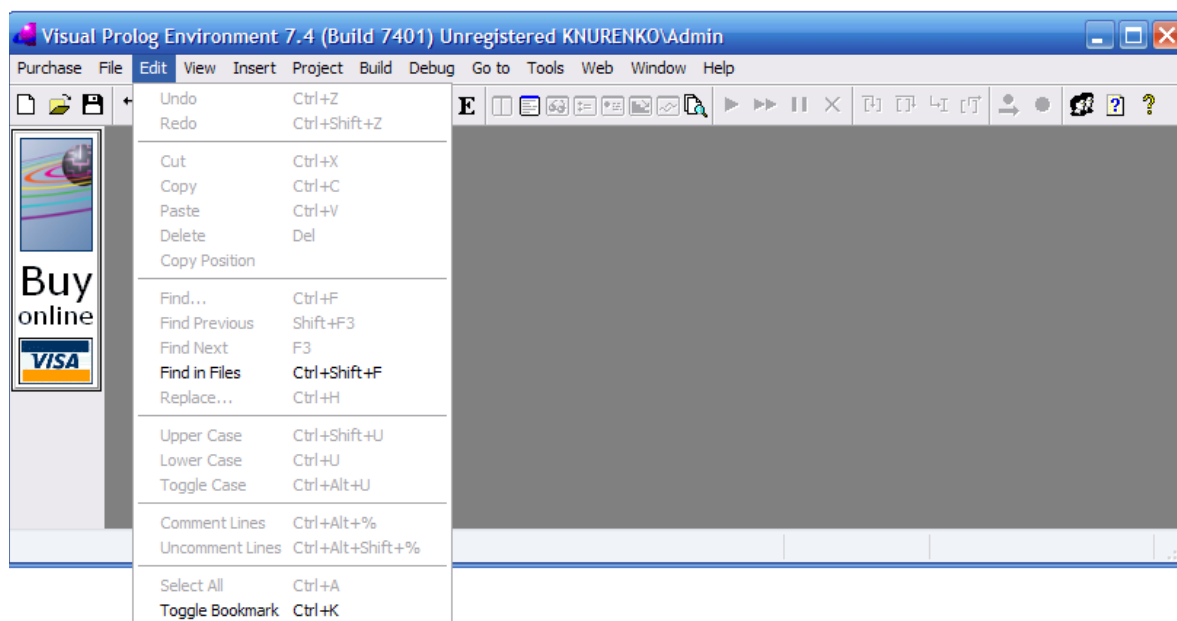 Visual Prolog Environment 7.4 (Build 7401) Unregistered KNURENKO\Admin
Purchase File Edit View Insert Project Build Debug Go to Tools Web Window Help
E
Undo Ctrl+Z
Redo Ctrl+Shift+Z
Cut Ctrl+X
Copy Ctrl+C
Paste Ctrl+V
Delete Del
Copy Position
Buy
online
VISA
Find... Ctrl+F
Find Previous Shift+F3
Find Next F3
Find in Files Ctrl+Shift+F
Replace... Ctrl+H
Upper Case Ctrl+Shift+U
Lower Case Ctrl+U
Toggle Case Ctrl+Alt+U
Comment Lines Ctrl+Alt+%
Uncomment Lines Ctrl+Alt+Shift+%
Select All Ctrl+A
Toggle Bookmark Ctrl+K